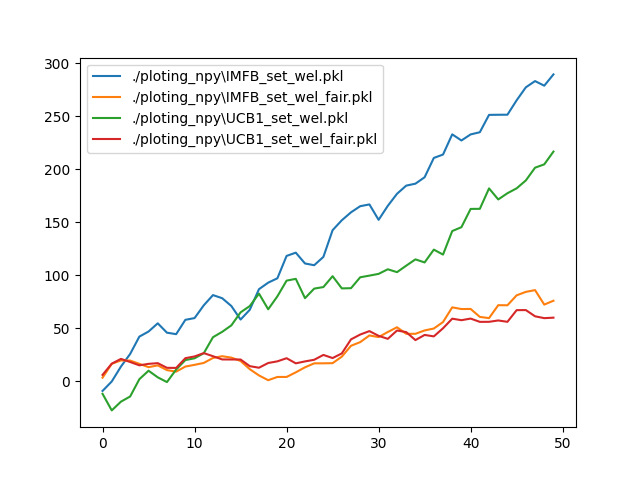 300
250
200
150
100
50
0
./ploting_npy\IMFB_set_wel.pkl
./ploting_npy\IMFB_set_wel_fair.pkl
./ploting_npy\UCB1_set_wel.pkl
./ploting_npy\UCB1_set_wel_fair.pkl
0 10 20 30 40 50